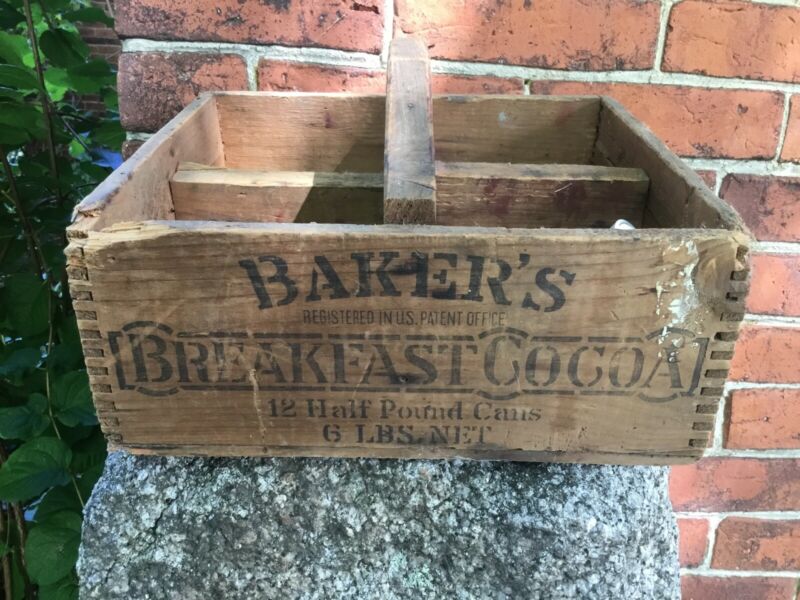 BAKER'S
REGISTERED IN U.S. PATENT OFFICE
BREAKFAST COCOA
12 Half Pound Cans
6 LBS. NET